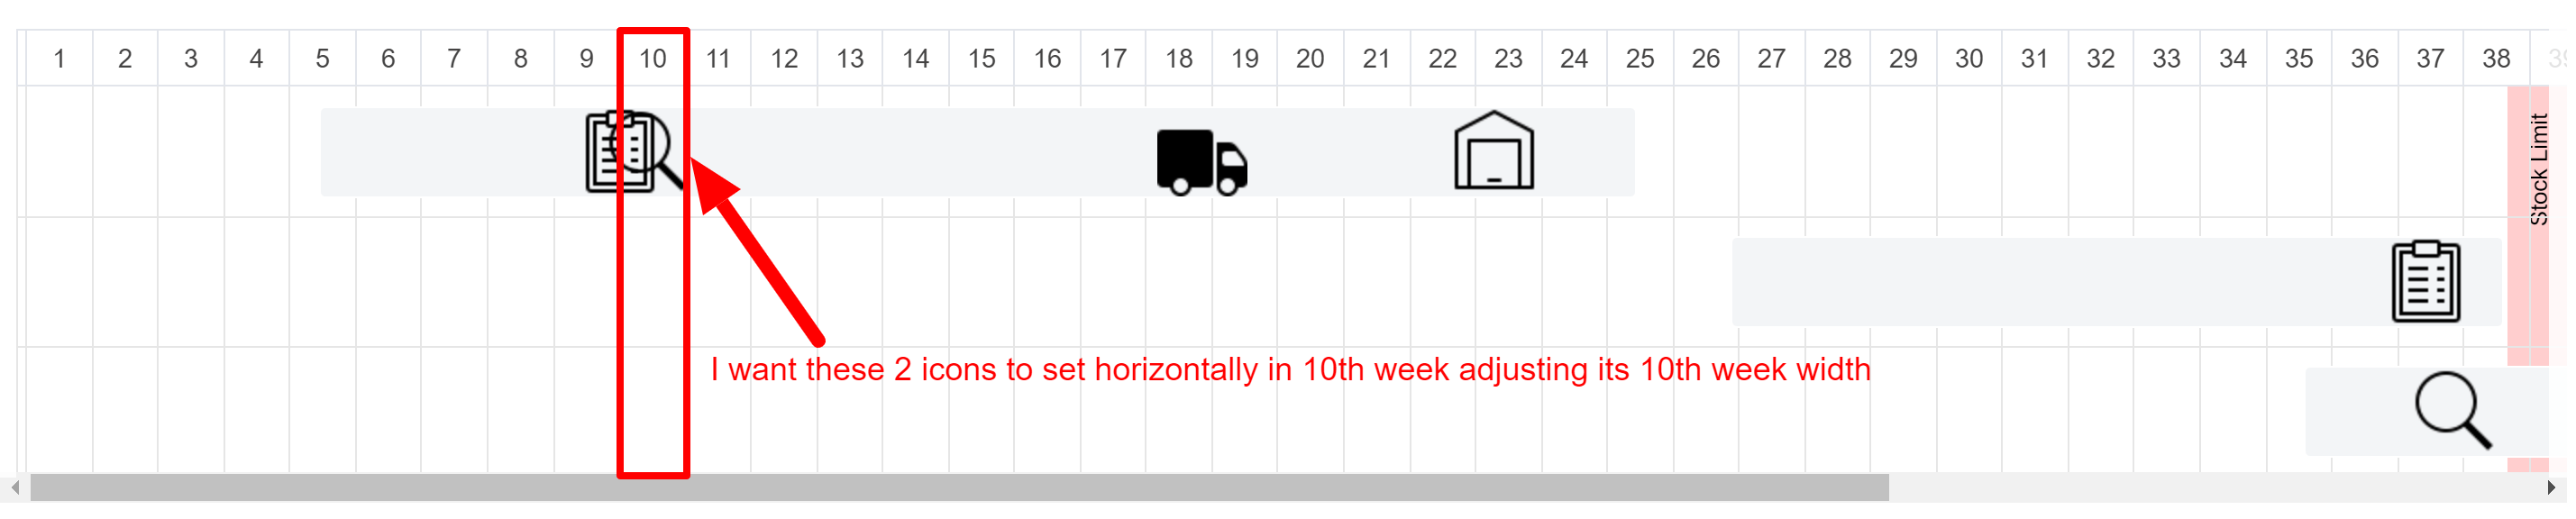 1 2 3 4 5 6 7 8 9 10 11 12 13 14 15 16 17 18 19 20 21 22 23 24 25 26 27 28 29 30 31 32 33 34 35 36 37 38 39
Stock Limit
I want these 2 icons to set horizontally in 10th week adjusting its 10th week width